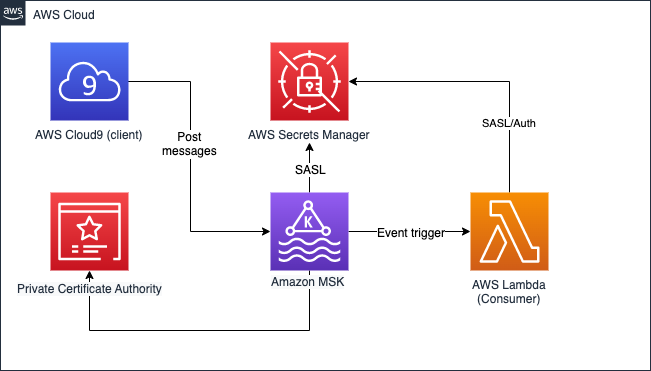 aws
AWS Cloud
9
AWS Cloud9 (client)
Post
messages
AWS Secrets Manager
SASL/Auth
SASL
K
Event trigger
Private Certificate Authority
Amazon MSK
AWS Lambda
(Consumer)